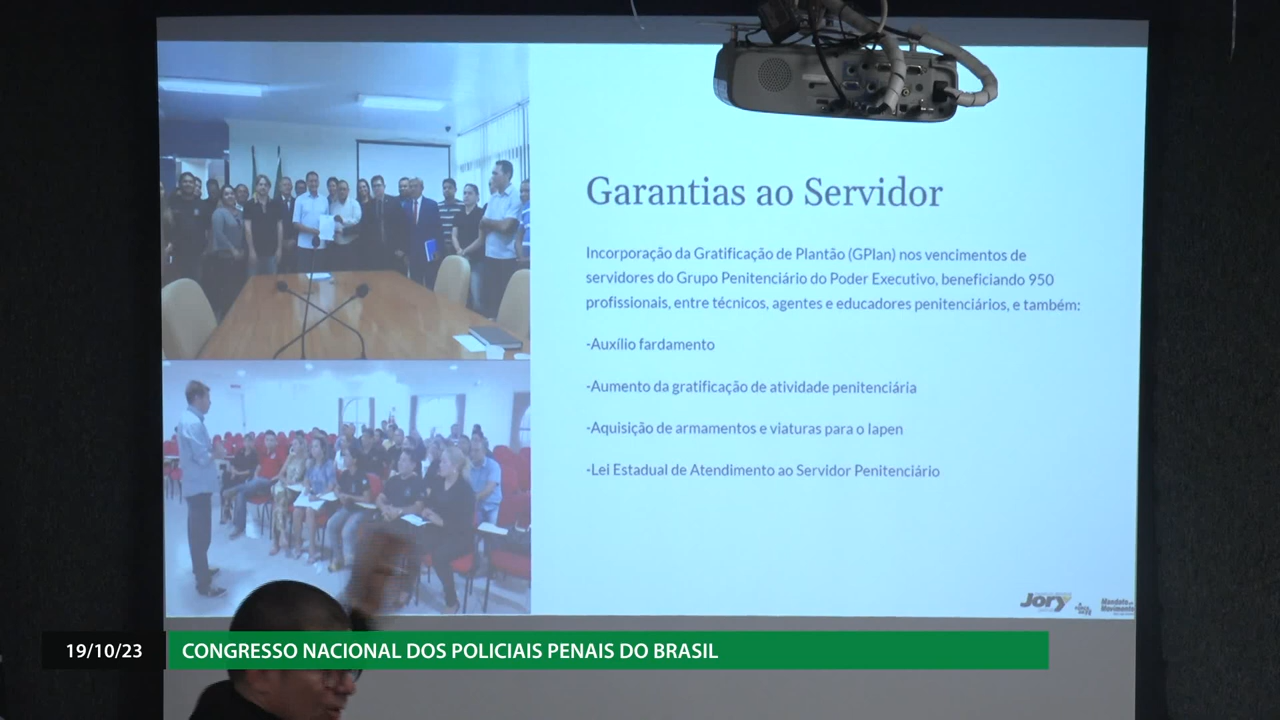 Garantias ao Servidor
Incorporação da Gratificação de Plantão (GPlan) nos vencimentos de
servidores do Grupo Penitenciário do Poder Executivo, beneficiando 950
profissionais, entre técnicos, agentes e educadores penitenciários, e também:
-Auxílio fardamento
-Aumento da gratificação de atividade penitenciária
-Aquisição de armamentos e viaturas para o Iapen
-Lei Estadual de Atendimento ao Servidor Penitenciário
Jory
Mandato em
Movimento
19/10/23 CONGRESSO NACIONAL DOS POLICIAIS PENAIS DO BRASIL